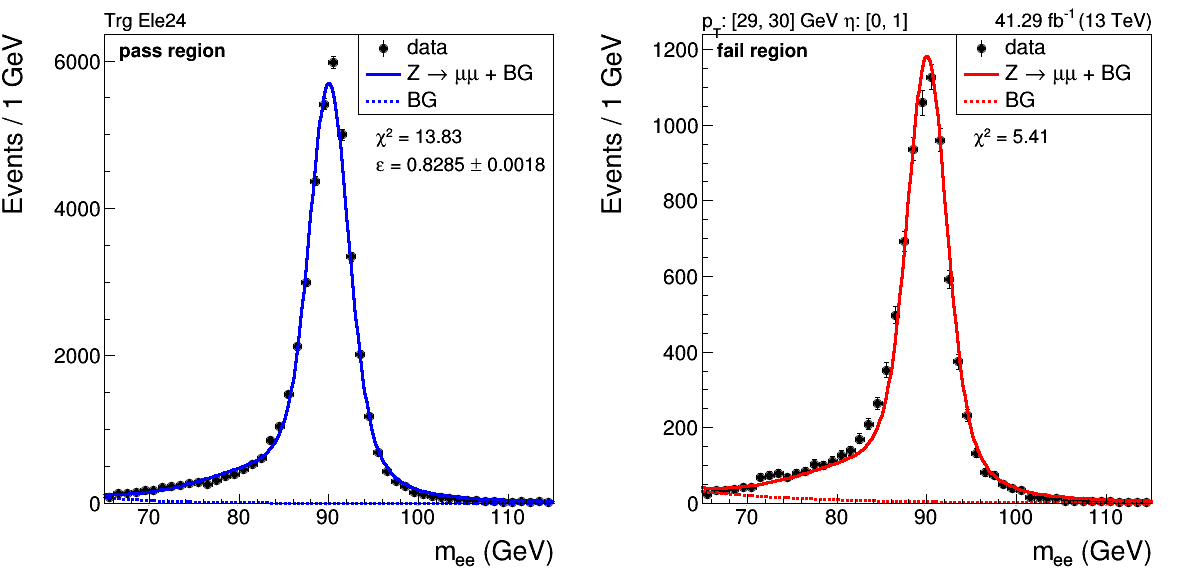 Trg Ele24
pass region
data
Z → μμ + BG
BG
χ² = 13.83
ε = 0.8285 ± 0.0018
Events / 1 GeV
6000
4000
2000
0
70 80 90 100 110
m_ee (GeV)
p_T: [29, 30] GeV η: [0, 1] 41.29 fb⁻¹ (13 TeV)
fail region
data
Z → μμ + BG
BG
χ² = 5.41
Events / 1 GeV
1200
1000
800
600
400
200
0
70 80 90 100 110
m_ee (GeV)